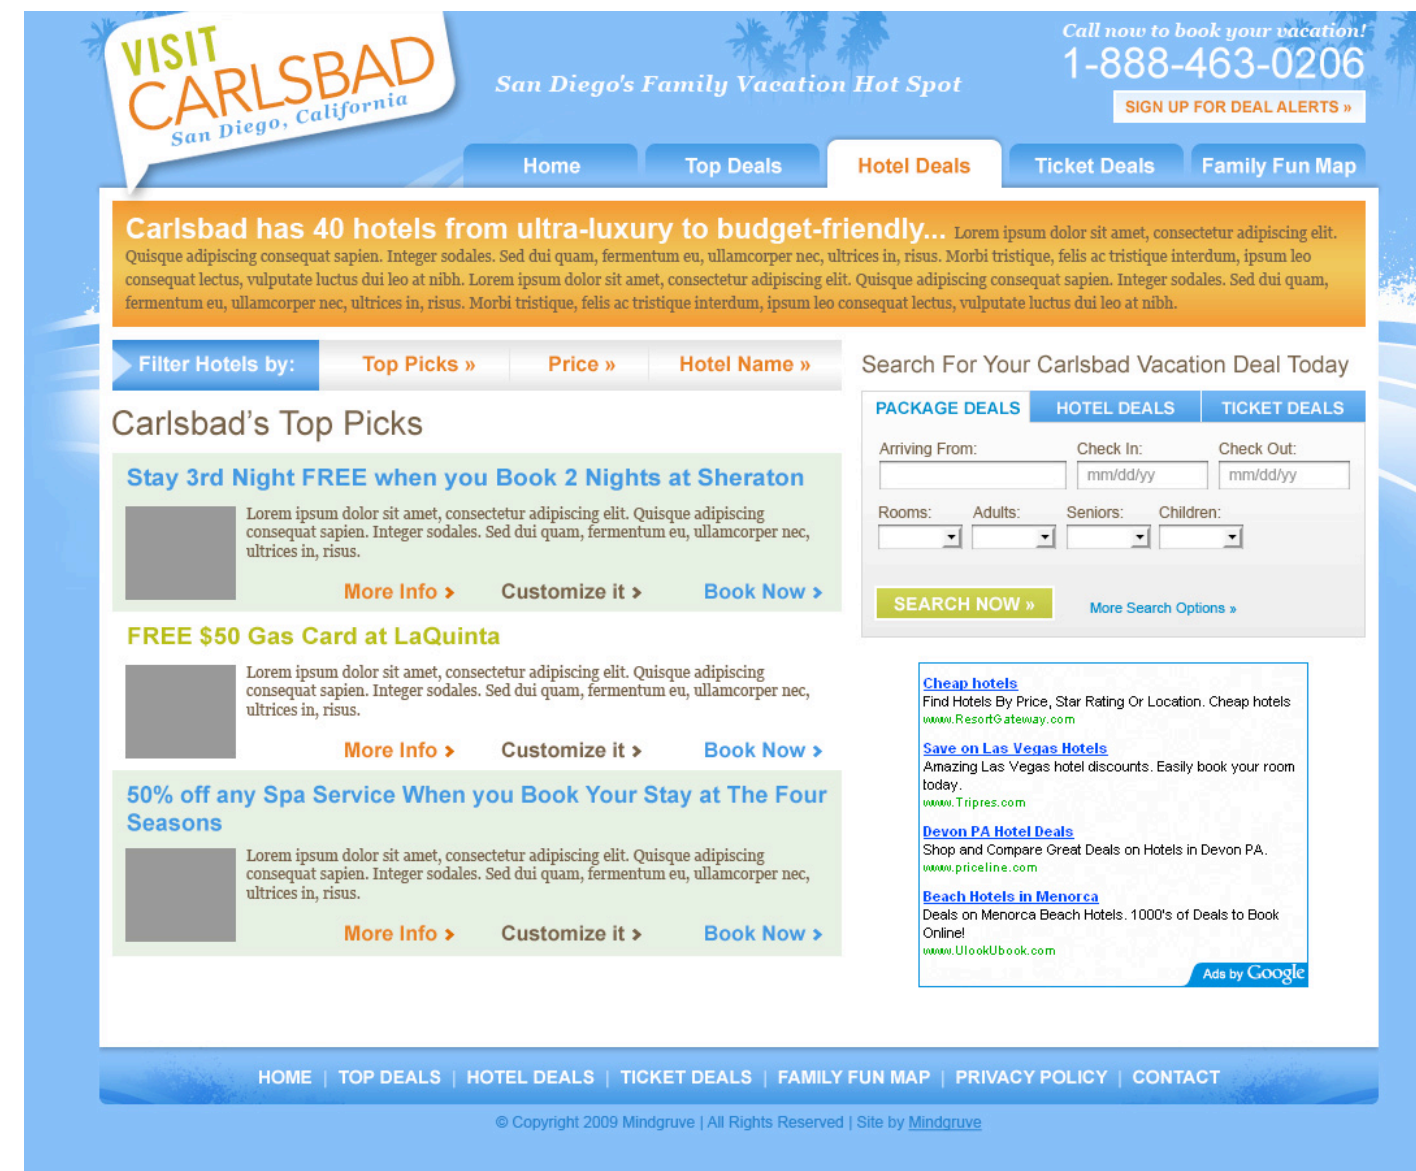 VISIT
CARLSBAD
San Diego, California
San Diego's Family Vacation Hot Spot
Call now to book your vacation!
1-888-463-0206
SIGN UP FOR DEAL ALERTS »
Home
Top Deals
Hotel Deals
Ticket Deals
Family Fun Map
Carlsbad has 40 hotels from ultra-luxury to budget-friendly... Lorem ipsum dolor sit amet, consectetur adipiscing elit.
Quisque adipiscing consequat sapien. Integer sodales. Sed dui quam, fermentum eu, ullamcorper nec, ultrices in, risus. Morbi tristique, felis ac tristique interdum, ipsum leo
consequat lectus, vulputate luctus dui leo at nibh. Lorem ipsum dolor sit amet, consectetur adipiscing elit. Quisque adipiscing consequat sapien. Integer sodales. Sed dui quam,
fermentum eu, ullamcorper nec, ultrices in, risus. Morbi tristique, felis ac tristique interdum, ipsum leo consequat lectus, vulputate luctus dui leo at nibh.
Filter Hotels by:
Top Picks »
Price »
Hotel Name »
Carlsbad's Top Picks
Stay 3rd Night FREE when you Book 2 Nights at Sheraton
Lorem ipsum dolor sit amet, consectetur adipiscing elit. Quisque adipiscing
consequat sapien. Integer sodales. Sed dui quam, fermentum eu, ullamcorper nec,
ultrices in, risus.
More Info ›
Customize it ›
Book Now ›
FREE $50 Gas Card at LaQuinta
Lorem ipsum dolor sit amet, consectetur adipiscing elit. Quisque adipiscing
consequat sapien. Integer sodales. Sed dui quam, fermentum eu, ullamcorper nec,
ultrices in, risus.
More Info ›
Customize it ›
Book Now ›
50% off any Spa Service When you Book Your Stay at The Four
Seasons
Lorem ipsum dolor sit amet, consectetur adipiscing elit. Quisque adipiscing
consequat sapien. Integer sodales. Sed dui quam, fermentum eu, ullamcorper nec,
ultrices in, risus.
More Info ›
Customize it ›
Book Now ›
Search For Your Carlsbad Vacation Deal Today
PACKAGE DEALS
HOTEL DEALS
TICKET DEALS
Arriving From:
Check In:
Check Out:
mm/dd/yy
mm/dd/yy
Rooms:
Adults:
Seniors:
Children:
SEARCH NOW »
More Search Options »
Cheap hotels
Find Hotels By Price, Star Rating Or Location. Cheap hotels
www.ResortGateway.com
Save on Las Vegas Hotels
Amazing Las Vegas hotel discounts. Easily book your room
today.
www.Tripres.com
Devon PA Hotel Deals
Shop and Compare Great Deals on Hotels in Devon PA.
www.priceline.com
Beach Hotels in Menorca
Deals on Menorca Beach Hotels. 1000's of Deals to Book
Online!
www.UlookUbook.com
Ads by Google
HOME | TOP DEALS | HOTEL DEALS | TICKET DEALS | FAMILY FUN MAP | PRIVACY POLICY | CONTACT
© Copyright 2009 Mindgruve | All Rights Reserved | Site by Mindgruve